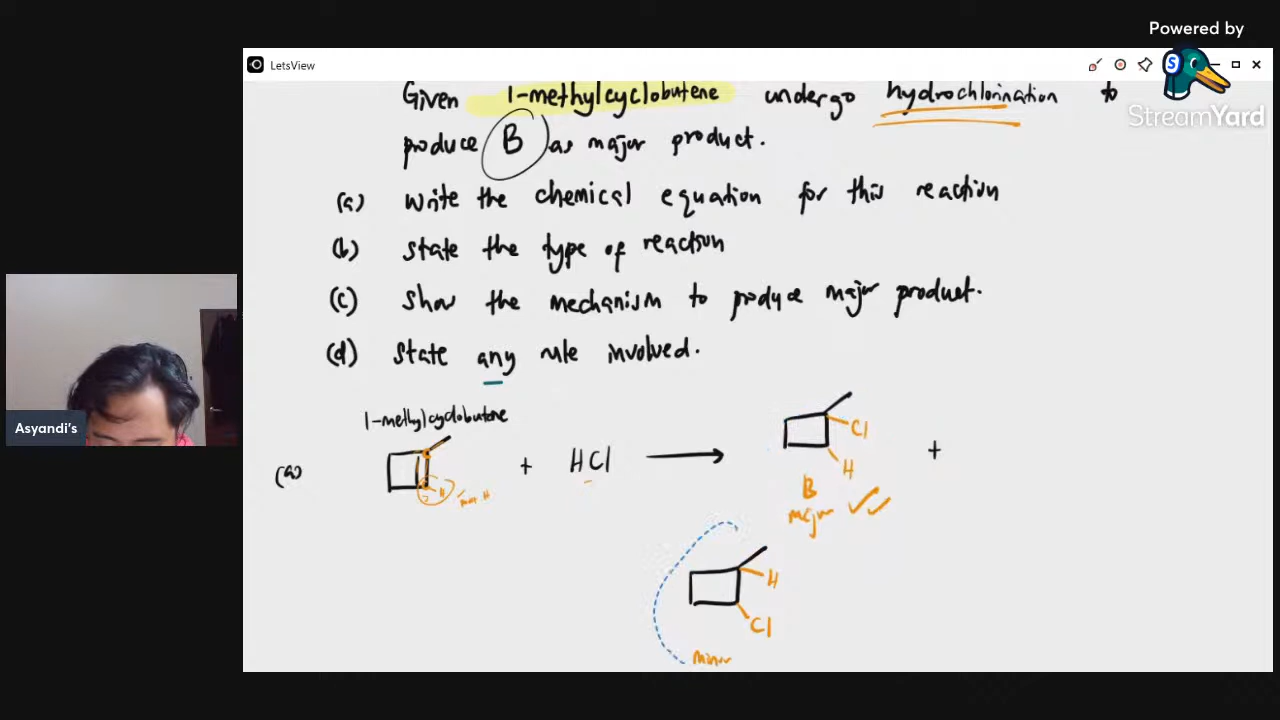 Powered by
LetsView
StreamYard
Given 1-methylcyclobutene undergo hydrochlorination to
produce B as major product.
(a) Write the chemical equation for this reaction
(b) state the type of reaction
(c) Show the mechanism to produce major product.
(d) State any rule involved.
Asyandi's
1-methylcyclobutene
(a) + HCl → Cl +
H
H
B
major
H
Cl
minor